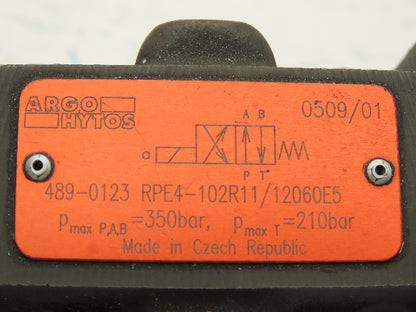 ARGO
HYTOS
0509/01
A B
a
P T
489-0123 RPE4-102R11/12060E5
pmax P,A,B =350bar, pmax T =210bar
Made in Czech Republic